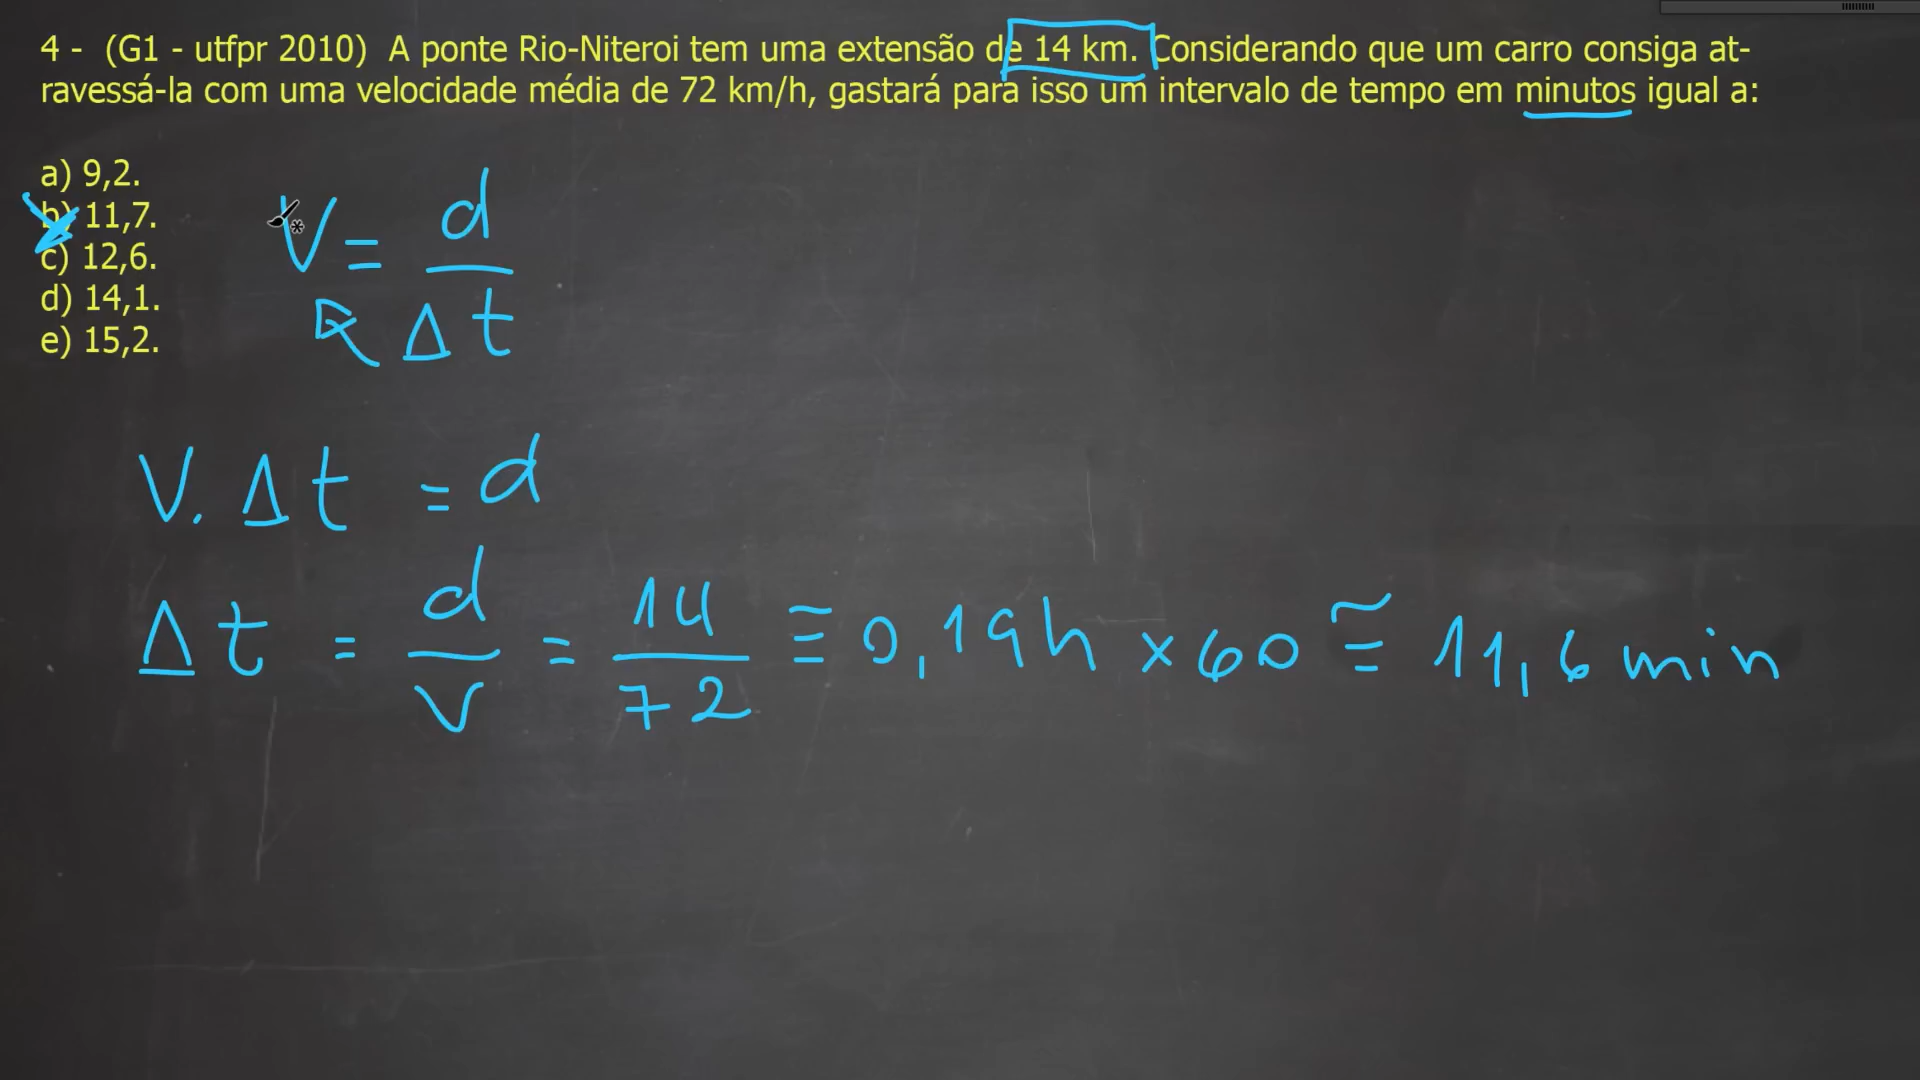 4 - (G1 - utfpr 2010) A ponte Rio-Niteroi tem uma extensão de 14 km. Considerando que um carro consiga at-
ravessá-la com uma velocidade média de 72 km/h, gastará para isso um intervalo de tempo em minutos igual a:
a) 9,2.
b) 11,7.
c) 12,6.
d) 14,1.
e) 15,2.
V = d / Δt
V. Δt = d
Δt = d / V = 14 / 72 ≅ 0,19h × 60 ≅ 11,6 min